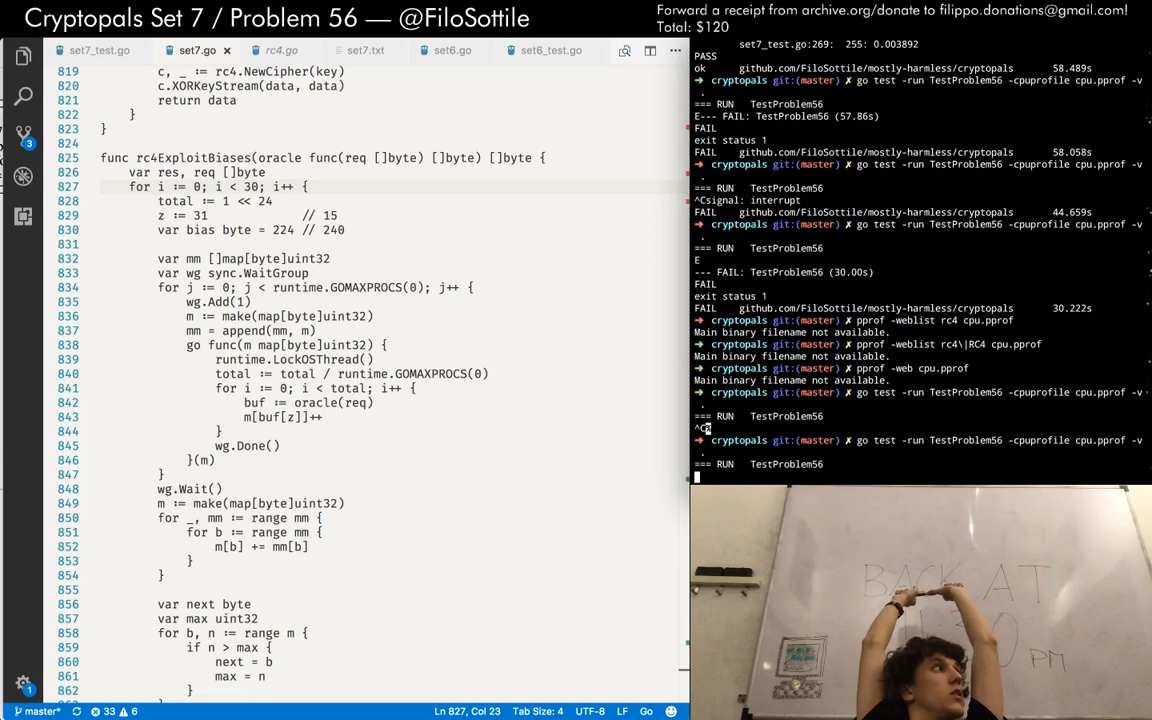 Cryptopals Set 7 / Problem 56 — @FiloSottile
Forward a receipt from archive.org/donate to filippo.donations@gmail.com!
Total: $120
set7_test.go
set7.go
rc4.go
set7.txt
set6.go
set6_test.go
819 c, _ := rc4.NewCipher(key)
820 c.XORKeyStream(data, data)
821 return data
822 }
823 }
824
825 func rc4ExploitBiases(oracle func(req []byte) []byte) []byte {
826 var res, req []byte
827 for i := 0; i < 30; i++ {
828 total := 1 << 24
829 z := 31 // 15
830 var bias byte = 224 // 240
831
832 var mm []map[byte]uint32
833 var wg sync.WaitGroup
834 for j := 0; j < runtime.GOMAXPROCS(0); j++ {
835 wg.Add(1)
836 m := make(map[byte]uint32)
837 mm = append(mm, m)
838 go func(m map[byte]uint32) {
839 runtime.LockOSThread()
840 total := total / runtime.GOMAXPROCS(0)
841 for i := 0; i < total; i++ {
842 buf := oracle(req)
843 m[buf[z]]++
844 }
845 wg.Done()
846 }(m)
847 }
848 wg.Wait()
849 m := make(map[byte]uint32)
850 for _, mm := range mm {
851 for b := range mm {
852 m[b] += mm[b]
853 }
854 }
855
856 var next byte
857 var max uint32
858 for b, n := range m {
859 if n > max {
860 next = b
861 max = n
862 }
3
1
master*
33
6
Ln 827, Col 23
Tab Size: 4
UTF-8
LF
Go
set7_test.go:269: 255: 0.003892
PASS
ok github.com/FiloSottile/mostly-harmless/cryptopals 58.489s
➜ cryptopals git:(master) ✗ go test -run TestProblem56 -cpuprofile cpu.pprof -v
.
=== RUN TestProblem56
E--- FAIL: TestProblem56 (57.86s)
FAIL
exit status 1
FAIL github.com/FiloSottile/mostly-harmless/cryptopals 58.058s
➜ cryptopals git:(master) ✗ go test -run TestProblem56 -cpuprofile cpu.pprof -v
.
=== RUN TestProblem56
^Csignal: interrupt
FAIL github.com/FiloSottile/mostly-harmless/cryptopals 44.659s
➜ cryptopals git:(master) ✗ go test -run TestProblem56 -cpuprofile cpu.pprof -v
.
=== RUN TestProblem56
E
--- FAIL: TestProblem56 (30.00s)
FAIL
exit status 1
FAIL github.com/FiloSottile/mostly-harmless/cryptopals 30.222s
➜ cryptopals git:(master) ✗ pprof -weblist rc4 cpu.pprof
Main binary filename not available.
➜ cryptopals git:(master) ✗ pprof -weblist rc4\|RC4 cpu.pprof
Main binary filename not available.
➜ cryptopals git:(master) ✗ pprof -web cpu.pprof
Main binary filename not available.
➜ cryptopals git:(master) ✗ go test -run TestProblem56 -cpuprofile cpu.pprof -v
.
=== RUN TestProblem56
^C
➜ cryptopals git:(master) ✗ go test -run TestProblem56 -cpuprofile cpu.pprof -v
.
=== RUN TestProblem56
BACK AT
PM